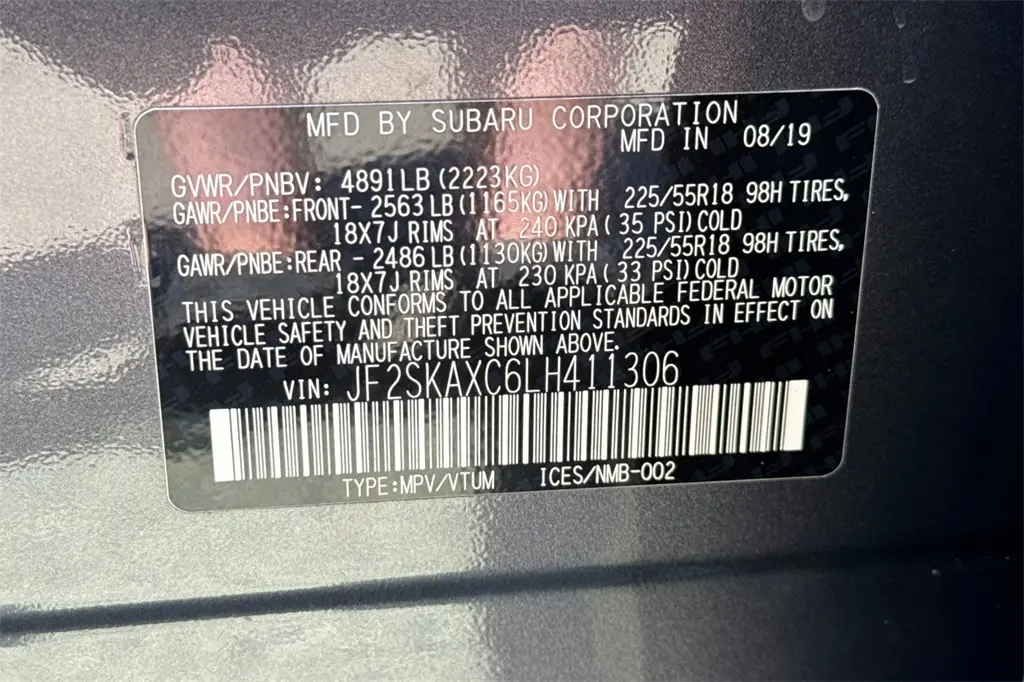 MFD BY SUBARU CORPORATION
MFD IN 08/19
GVWR/PNBV: 4891LB (2223KG)
GAWR/PNBE:FRONT- 2563 LB (1165KG) WITH 225/55R18 98H TIRES,
18X7J RIMS AT 240 KPA ( 35 PSI) COLD
GAWR/PNBE:REAR - 2486 LB (1130KG) WITH 225/55R18 98H TIRES,
18X7J RIMS AT 230 KPA ( 33 PSI) COLD
THIS VEHICLE CONFORMS TO ALL APPLICABLE FEDERAL MOTOR
VEHICLE SAFETY AND THEFT PREVENTION STANDARDS IN EFFECT ON
THE DATE OF MANUFACTURE SHOWN ABOVE.
VIN: JF2SKAXC6LH411306
TYPE:MPV/VTUM ICES/NMB-002